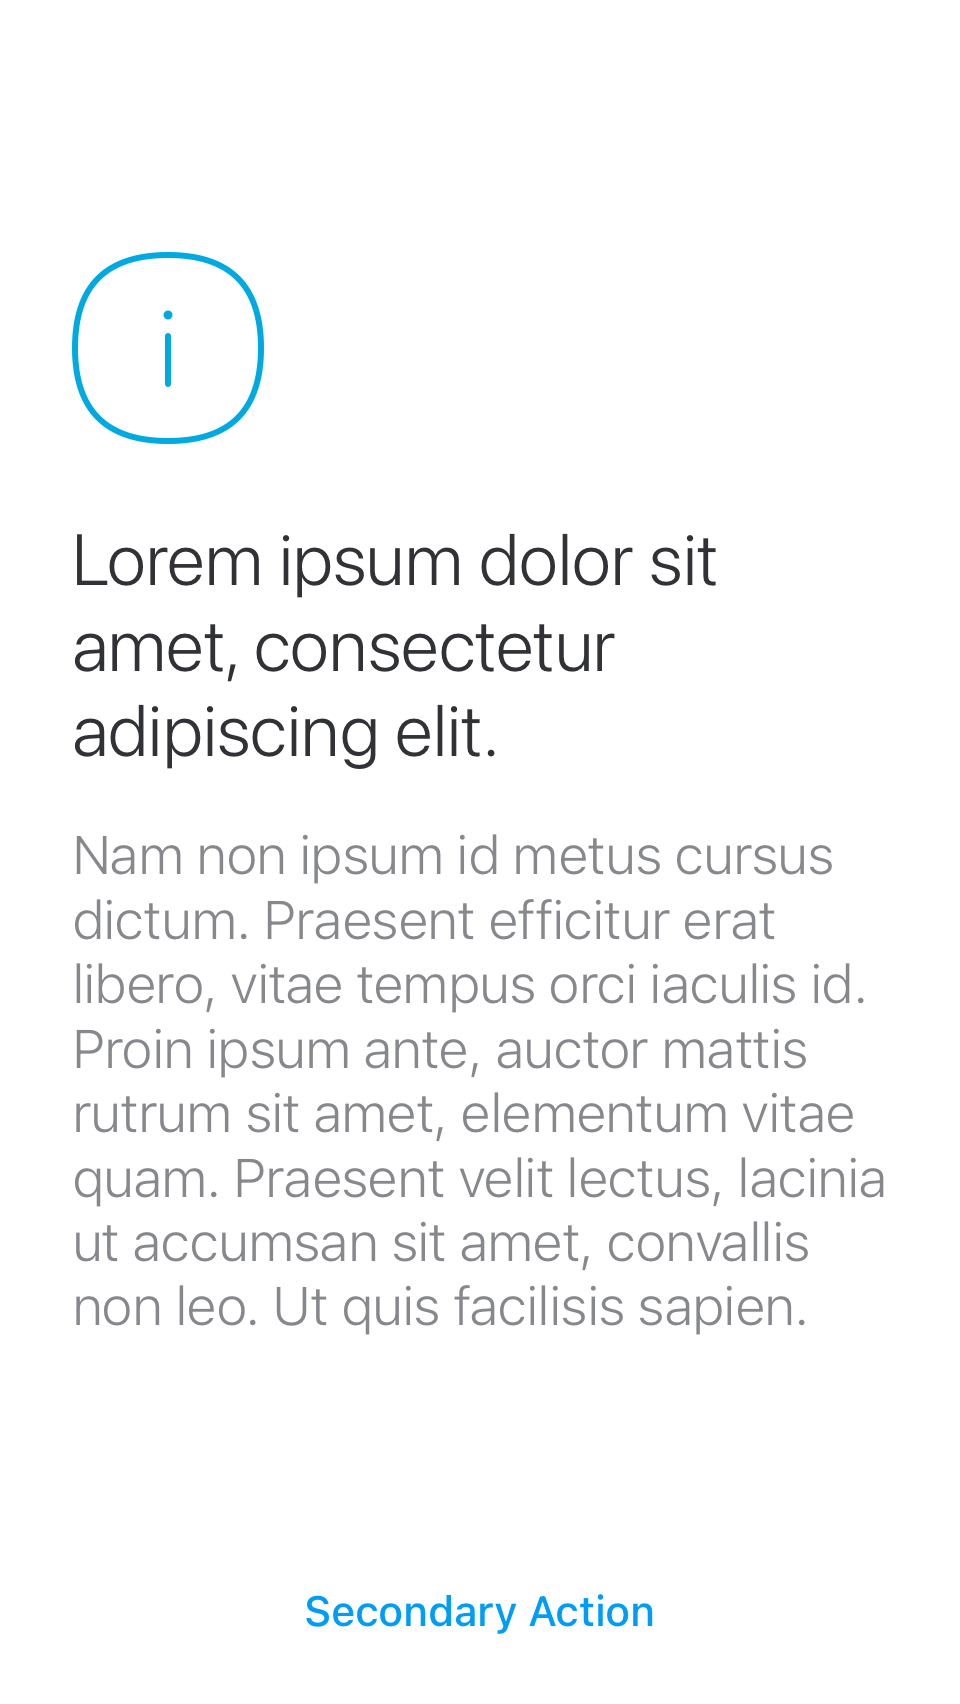 Lorem ipsum dolor sit
amet, consectetur
adipiscing elit.
Nam non ipsum id metus cursus
dictum. Praesent efficitur erat
libero, vitae tempus orci iaculis id.
Proin ipsum ante, auctor mattis
rutrum sit amet, elementum vitae
quam. Praesent velit lectus, lacinia
ut accumsan sit amet, convallis
non leo. Ut quis facilisis sapien.
Secondary Action